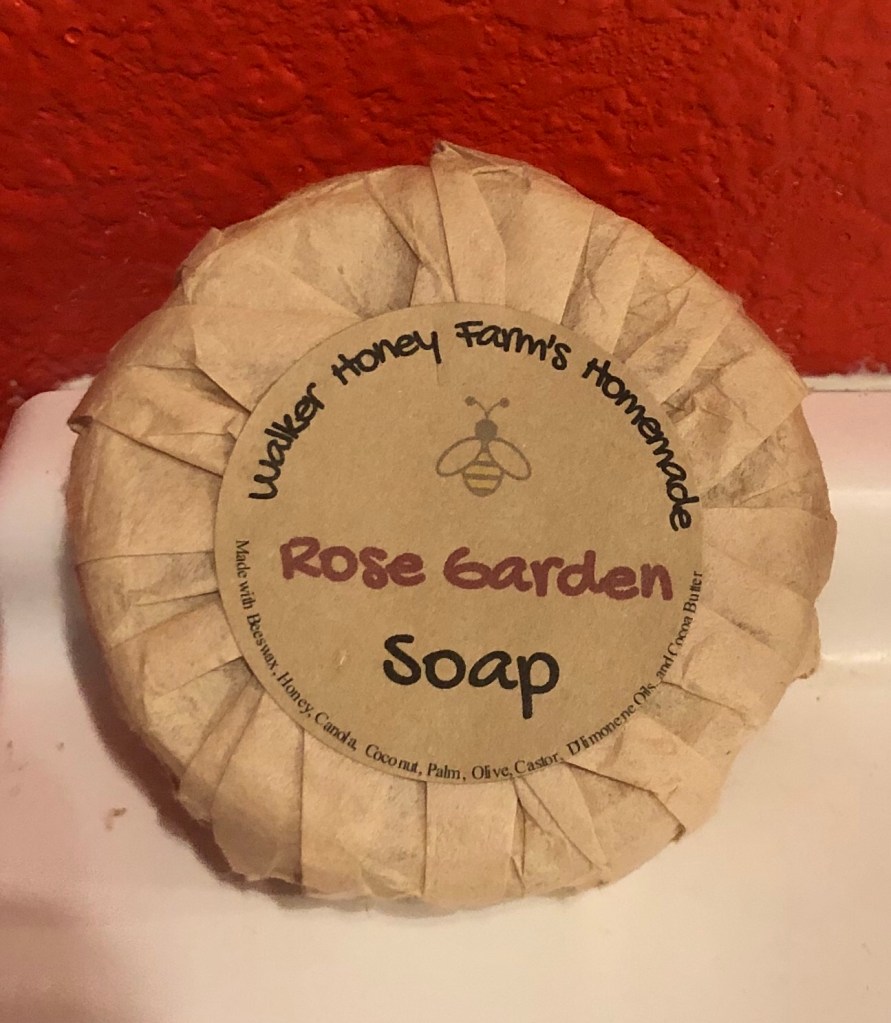 Walker Honey Farm's Homemade
Rose Garden
Soap
Made with Beeswax, Honey, Canola, Coconut, Palm, Olive, Castor, D'limonene Oils, and Cocoa Butter